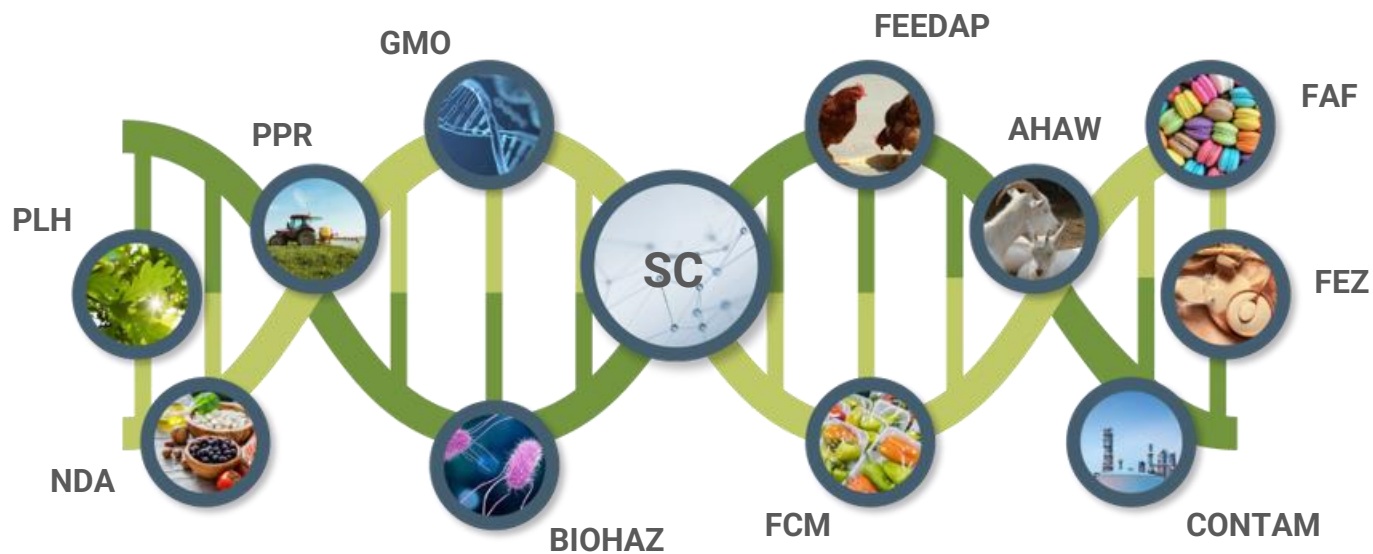 GMO
FEEDAP
FAF
PPR
AHAW
PLH
SC
FEZ
NDA
BIOHAZ
FCM
CONTAM